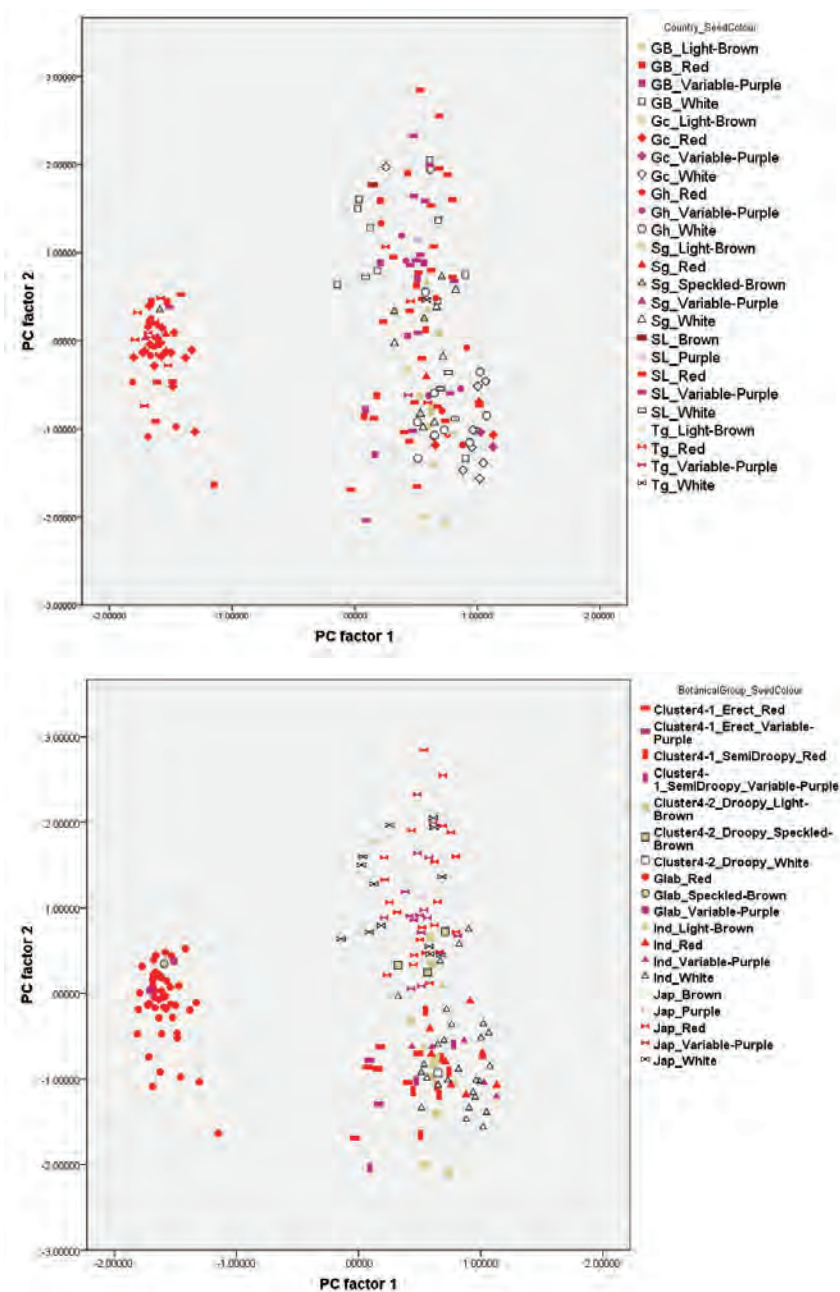 Country_SeedColour
GB_Light-Brown
GB_Red
GB_Variable-Purple
GB_White
Gc_Light-Brown
Gc_Red
Gc_Variable-Purple
Gc_White
Gh_Red
Gh_Variable-Purple
Gh_White
Sg_Light-Brown
Sg_Red
Sg_Speckled-Brown
Sg_Variable-Purple
Sg_White
SL_Brown
SL_Purple
SL_Red
SL_Variable-Purple
SL_White
Tg_Light-Brown
Tg_Red
Tg_Variable-Purple
Tg_White
PC factor 2
3.00000
2.00000
1.00000
.00000
-1.00000
-2.00000
-3.00000
-2.00000 -1.00000 .00000 1.00000 2.00000
PC factor 1
BotanicalGroup_SeedColour
Cluster4-1_Erect_Red
Cluster4-1_Erect_Variable-
Purple
Cluster4-1_SemiDroopy_Red
Cluster4-
1_SemiDroopy_Variable-Purple
Cluster4-2_Droopy_Light-
Brown
Cluster4-2_Droopy_Speckled-
Brown
Cluster4-2_Droopy_White
Glab_Red
Glab_Speckled-Brown
Glab_Variable-Purple
Ind_Light-Brown
Ind_Red
Ind_Variable-Purple
Ind_White
Jap_Brown
Jap_Purple
Jap_Red
Jap_Variable-Purple
Jap_White
PC factor 2
3.00000
2.00000
1.00000
.00000
-1.00000
-2.00000
-3.00000
-2.00000 -1.00000 .00000 1.00000 2.00000
PC factor 1